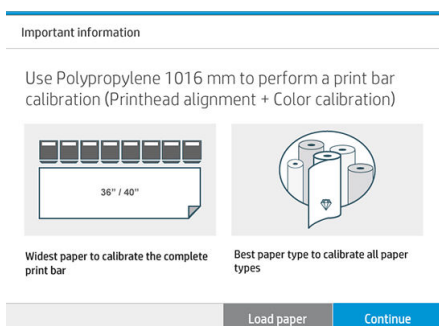 Important information
Use Polypropylene 1016 mm to perform a print bar
calibration (Printhead alignment + Color calibration)
36" / 40"
Widest paper to calibrate the complete
print bar
Best paper type to calibrate all paper
types
Load paper
Continue